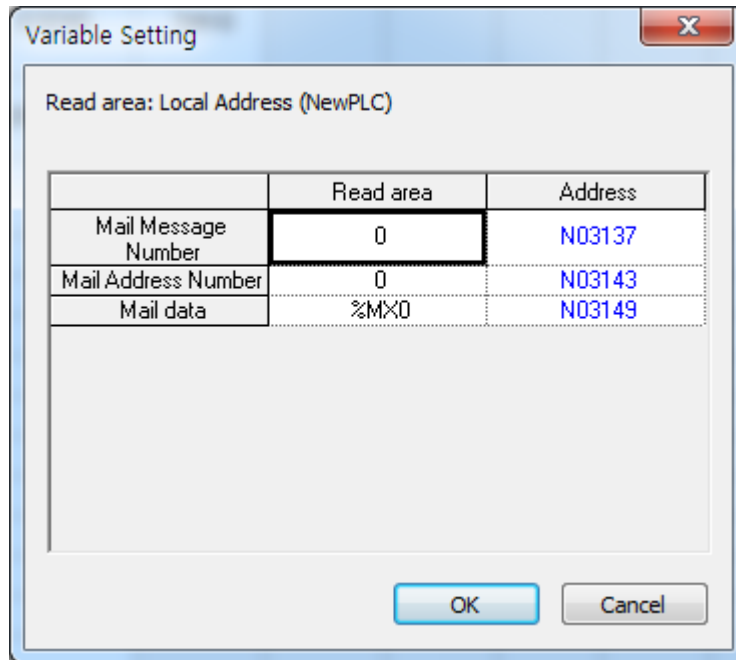 Variable Setting
Read area: Local Address (NewPLC)
Read area Address
Mail Message
Number
0 N03137
Mail Address Number 0 N03143
Mail data %MX0 N03149
OK Cancel